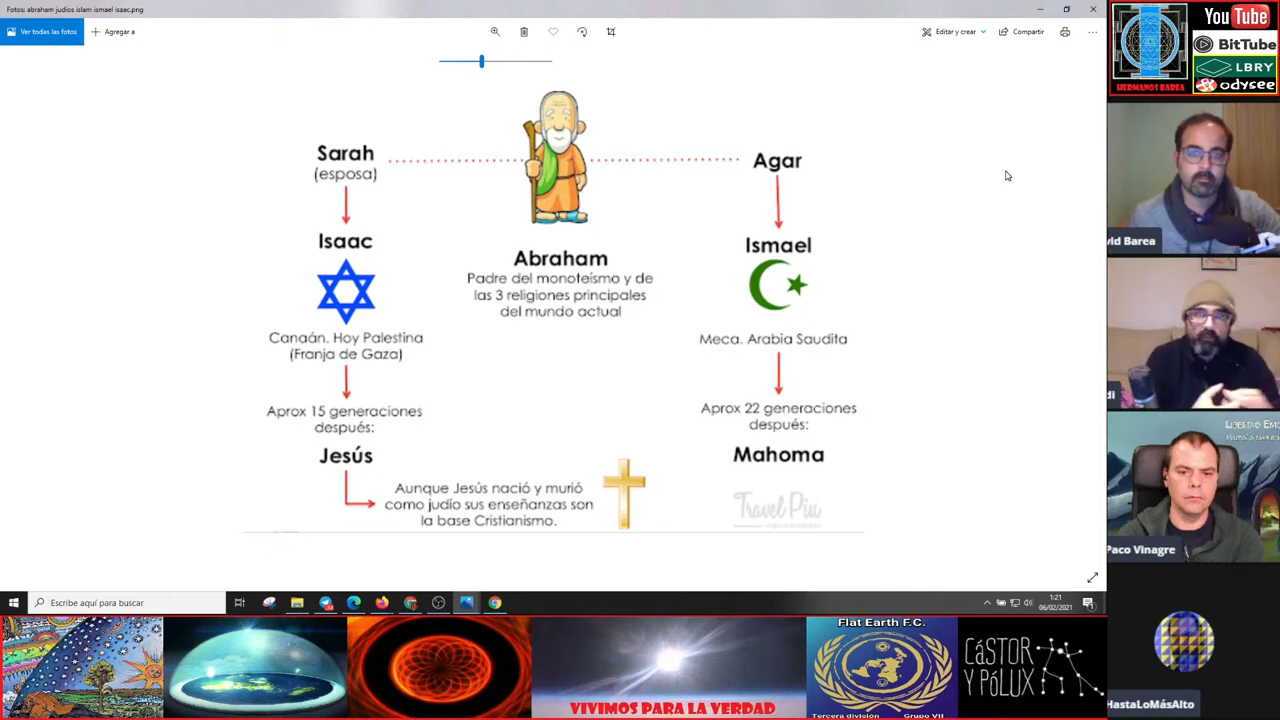 Fotos: abraham judios islam ismael isaac.png
Ver todas las fotos
Agregar a
Editar y crear
Compartir
YouTube
BitTube
LBRY
odysee
HERMANOS BAREA
Sarah
(esposa)
Agar
Isaac
Ismael
Abraham
Padre del monoteísmo y de
las 3 religiones principales
del mundo actual
Canaán. Hoy Palestina
(Franja de Gaza)
Meca. Arabia Saudita
Aprox 15 generaciones
después:
Aprox 22 generaciones
después:
Jesús
Mahoma
Aunque Jesús nació y murió
como judío sus enseñanzas son
la base Cristianismo.
Travel Piu
vid Barea
di
LIBERTAD EMO
Paco Vinagre
HastaLoMásAlto
Escribe aquí para buscar
1:21
06/02/2021
VIVIMOS PARA LA VERDAD
Flat Earth F.C.
Tercera división Grupo VII
CÁSTOR
Y PÓLUX